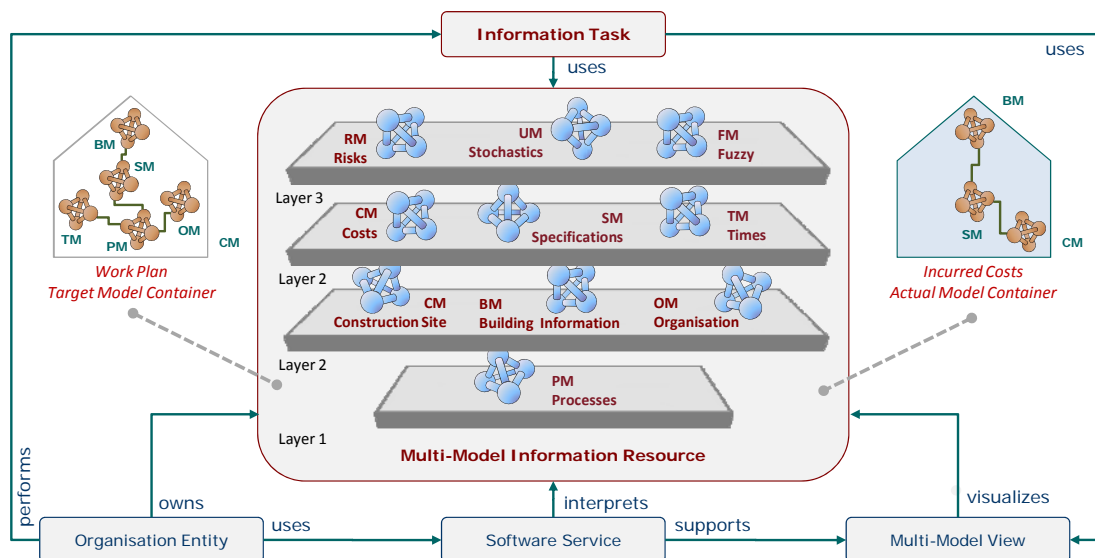 Information Task
uses
uses
BM
SM
TM
PM
OM
CM
Work Plan
Target Model Container
RM
Risks
UM
Stochastics
FM
Fuzzy
Layer 3
CM
Costs
SM
Specifications
TM
Times
Layer 2
CM
Construction Site
BM
Building Information
OM
Organisation
Layer 2
PM
Processes
Layer 1
Multi-Model Information Resource
BM
SM
CM
Incurred Costs
Actual Model Container
performs
owns
interprets
visualizes
Organisation Entity
uses
Software Service
supports
Multi-Model View